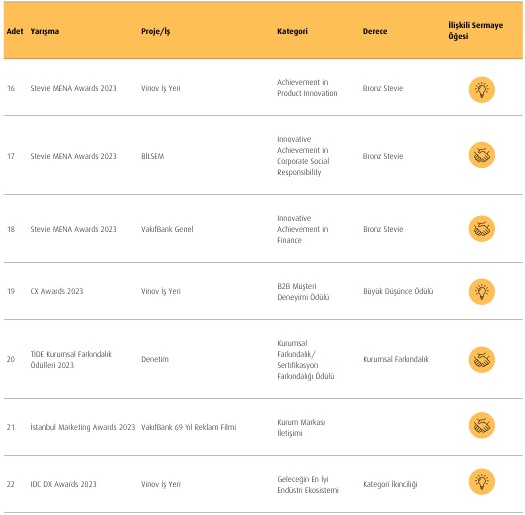 Adet Yarışma Proje/İş Kategori Derece İlişkili Sermaye
Öğesi
16 Stevie MENA Awards 2023 Vinov İş Yeri Achievement in
Product Innovation Bronz Stevie
17 Stevie MENA Awards 2023 BİLSEM Innovative
Achievement in
Corporate Social
Responsibility Bronz Stevie
18 Stevie MENA Awards 2023 VakıfBank Genel Innovative
Achievement in
Finance Bronz Stevie
19 CX Awards 2023 Vinov İş Yeri B2B Müşteri
Deneyimi Ödülü Büyük Düşünce Ödülü
20 TİDE Kurumsal Farkındalık
Ödülleri 2023 Denetim Kurumsal
Farkındalık/
Sertifikasyon
Farkındalığı Ödülü Kurumsal Farkındalık
21 İstanbul Marketing Awards 2023 VakıfBank 69 Yıl Reklam Filmi Kurum Markası
İletişimi
22 IDC DX Awards 2023 Vinov İş Yeri Geleceğin En İyi
Endüstri Ekosistemi Kategori İkinciliği